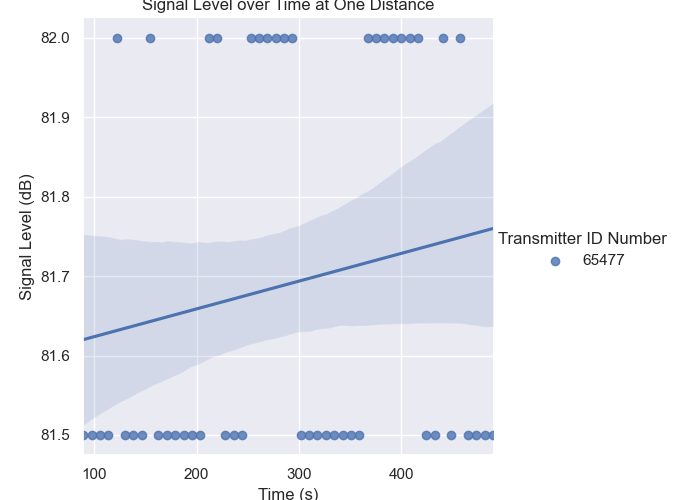 Signal Level over Time at One Distance
82.0
81.9
81.8
81.7
81.6
81.5
Signal Level (dB)
100 200 300 400
Time (s)
Transmitter ID Number
65477